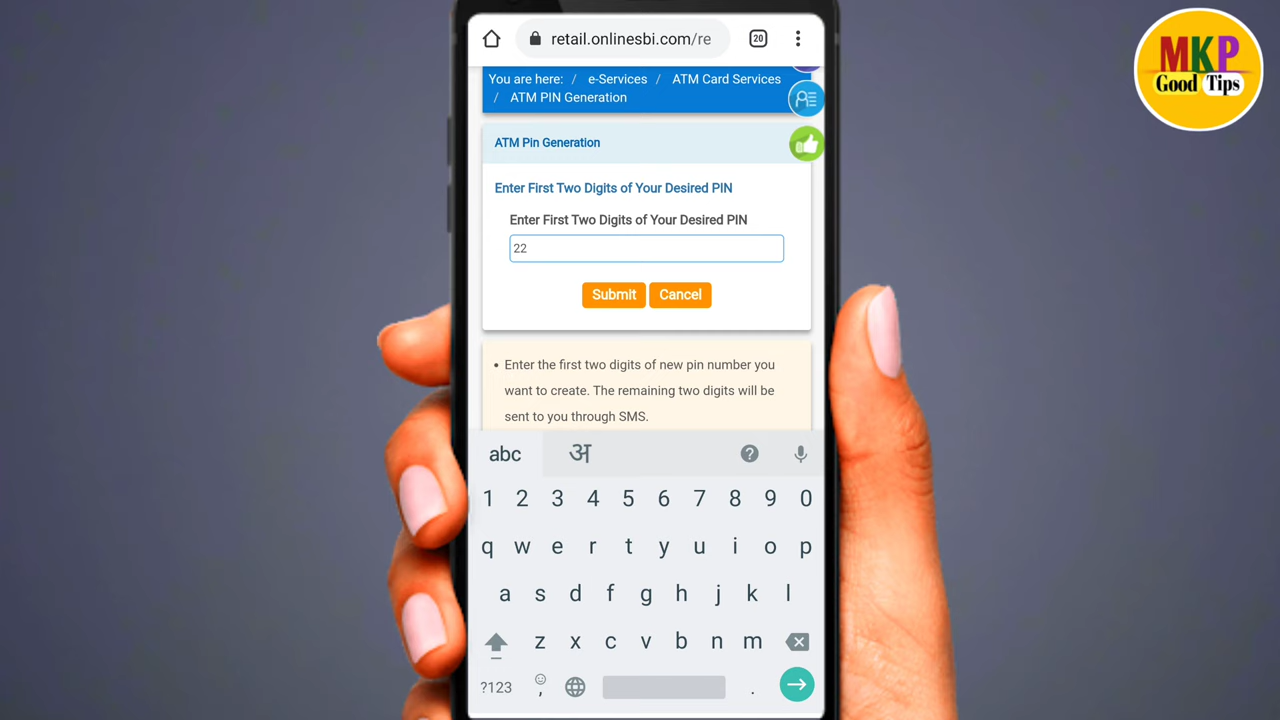 retail.onlinesbi.com/re
20
You are here: / e-Services / ATM Card Services
/ ATM PIN Generation
ATM Pin Generation
Enter First Two Digits of Your Desired PIN
Enter First Two Digits of Your Desired PIN
22
Submit Cancel
• Enter the first two digits of new pin number you
want to create. The remaining two digits will be
sent to you through SMS.
abc अ ?
1 2 3 4 5 6 7 8 9 0
q w e r t y u i o p
a s d f g h j k l
z x c v b n m
?123 , .
MKP
Good Tips